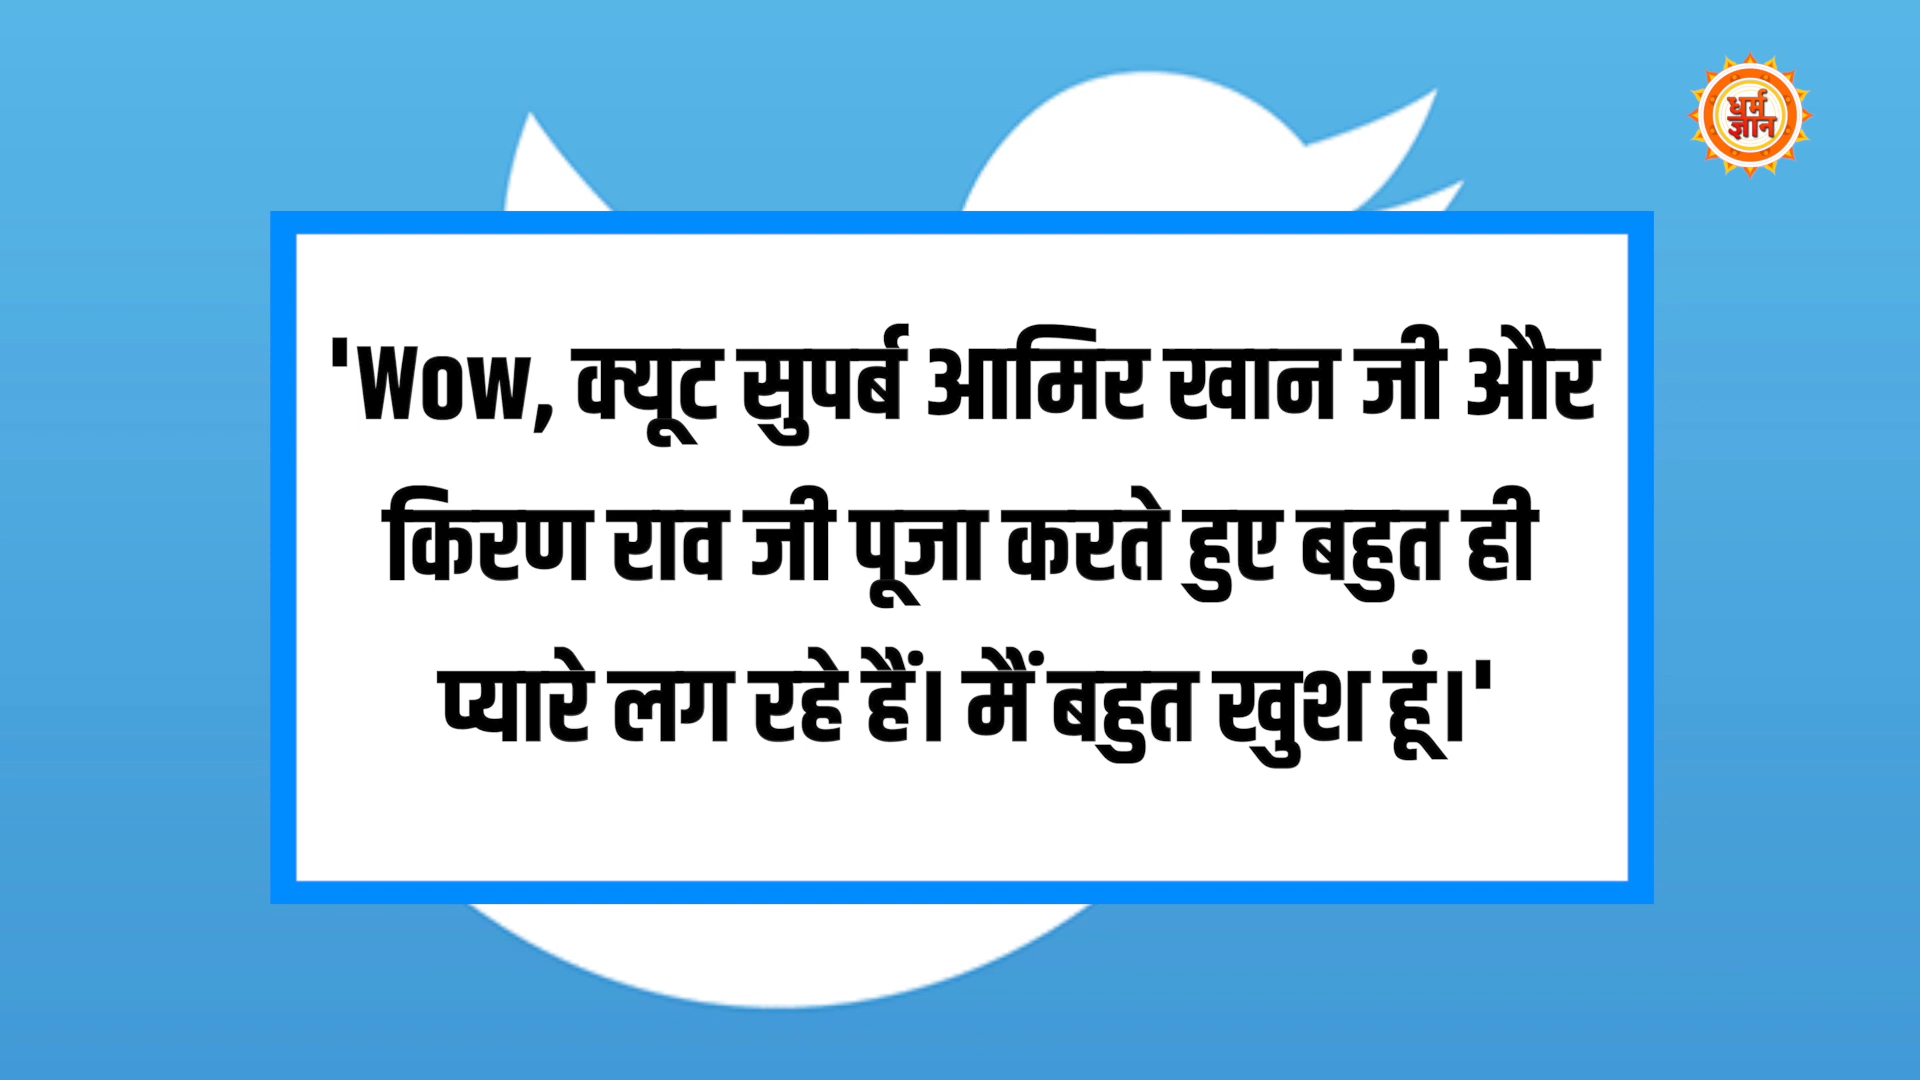 धर्म
ज्ञान
'Wow, क्यूट सुपर्ब आमिर खान जी और
किरण राव जी पूजा करते हुए बहुत ही
प्यारे लग रहे हैं। मैं बहुत खुश हूं।'